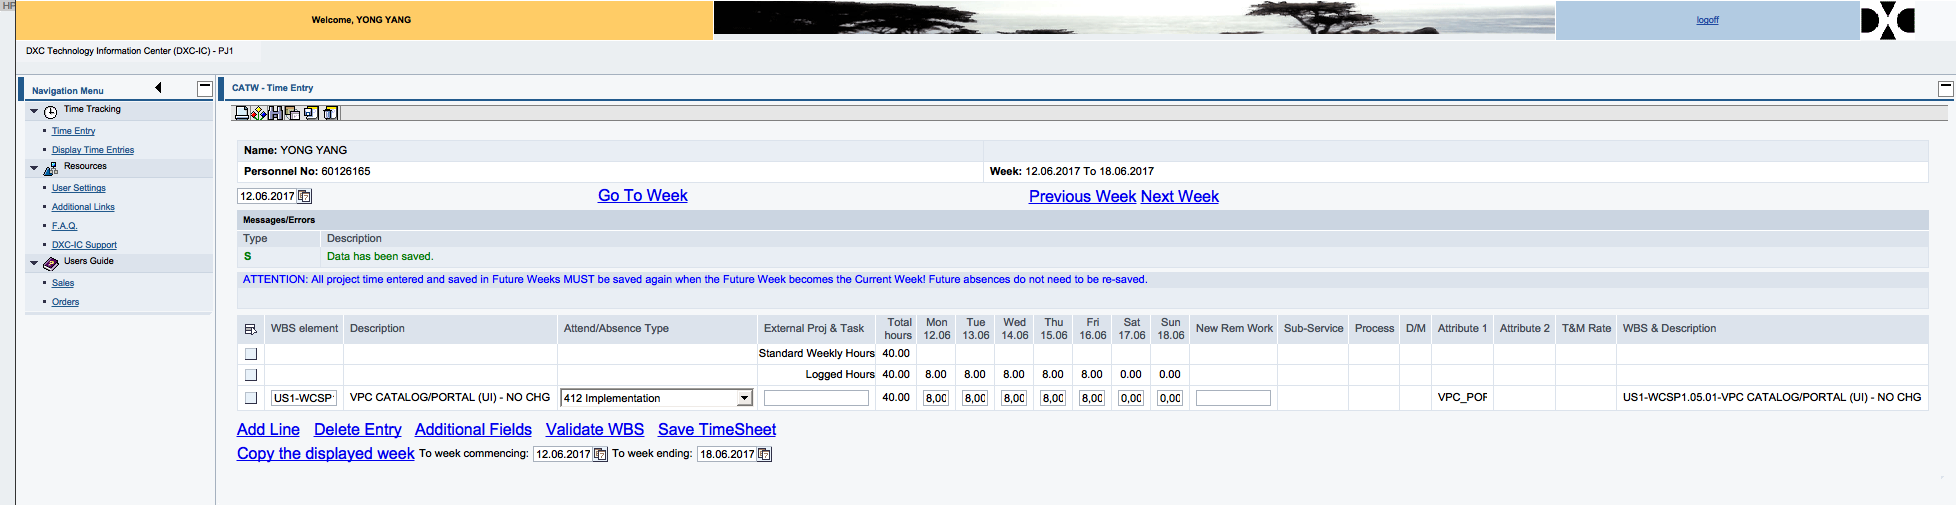 HP
Welcome, YONG YANG
logoff
DXC
DXC Technology Information Center (DXC-IC) - PJ1
Navigation Menu
Time Tracking
Time Entry
Display Time Entries
Resources
User Settings
Additional Links
F.A.Q.
DXC-IC Support
Users Guide
Sales
Orders
CATW - Time Entry
Name: YONG YANG
Personnel No: 60126165 Week: 12.06.2017 To 18.06.2017
12.06.2017 Go To Week Previous Week Next Week
Messages/Errors
Type Description
S Data has been saved.
ATTENTION: All project time entered and saved in Future Weeks MUST be saved again when the Future Week becomes the Current Week! Future absences do not need to be re-saved.
WBS element Description Attend/Absence Type External Proj & Task Total hours Mon 12.06 Tue 13.06 Wed 14.06 Thu 15.06 Fri 16.06 Sat 17.06 Sun 18.06 New Rem Work Sub-Service Process D/M Attribute 1 Attribute 2 T&M Rate WBS & Description
Standard Weekly Hours 40.00
Logged Hours 40.00 8.00 8.00 8.00 8.00 8.00 0.00 0.00
US1-WCSP VPC CATALOG/PORTAL (UI) - NO CHG 412 Implementation 40.00 8,00 8,00 8,00 8,00 8,00 0,00 0,00 VPC_POR US1-WCSP1.05.01-VPC CATALOG/PORTAL (UI) - NO CHG
Add Line Delete Entry Additional Fields Validate WBS Save TimeSheet
Copy the displayed week To week commencing: 12.06.2017 To week ending: 18.06.2017